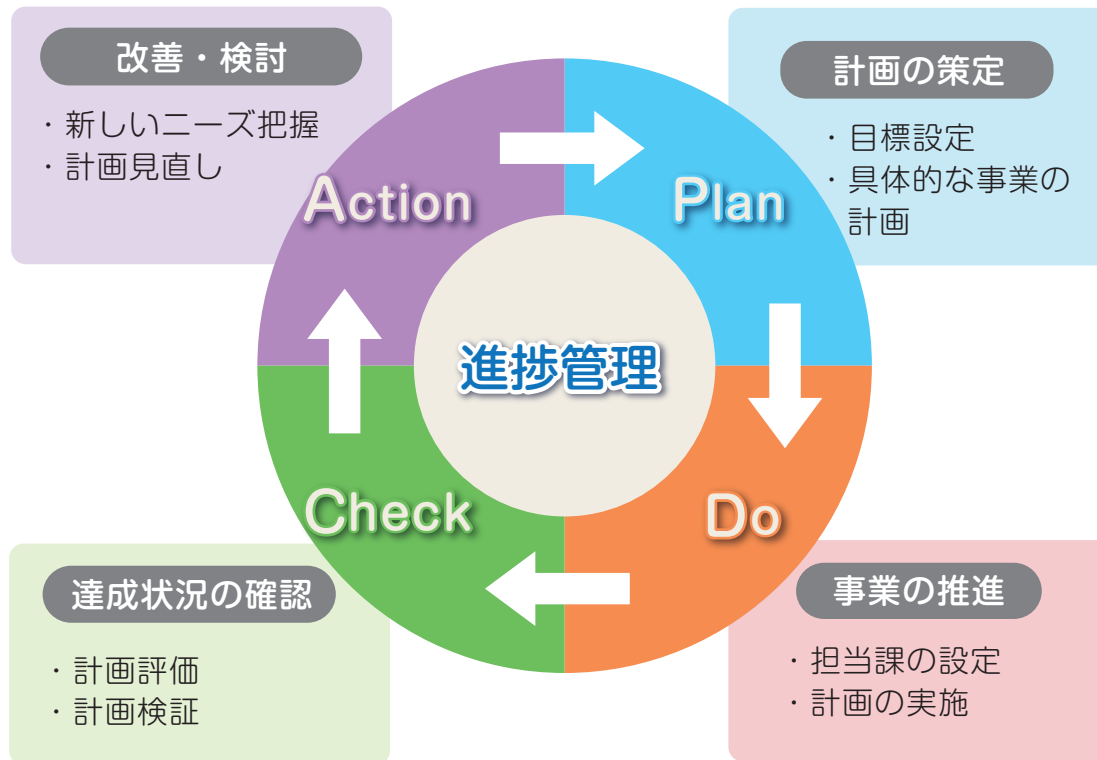 改善・検討
・新しいニーズ把握
・計画見直し
Action
計画の策定
・目標設定
・具体的な事業の
計画
Plan
進捗管理
Check
達成状況の確認
・計画評価
・計画検証
Do
事業の推進
・担当課の設定
・計画の実施